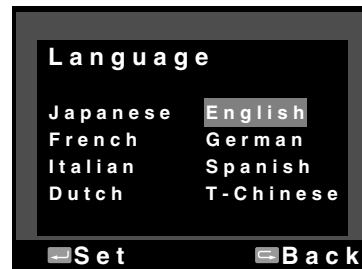 Language
Japanese English
French German
Italian Spanish
Dutch T-Chinese
Set Back